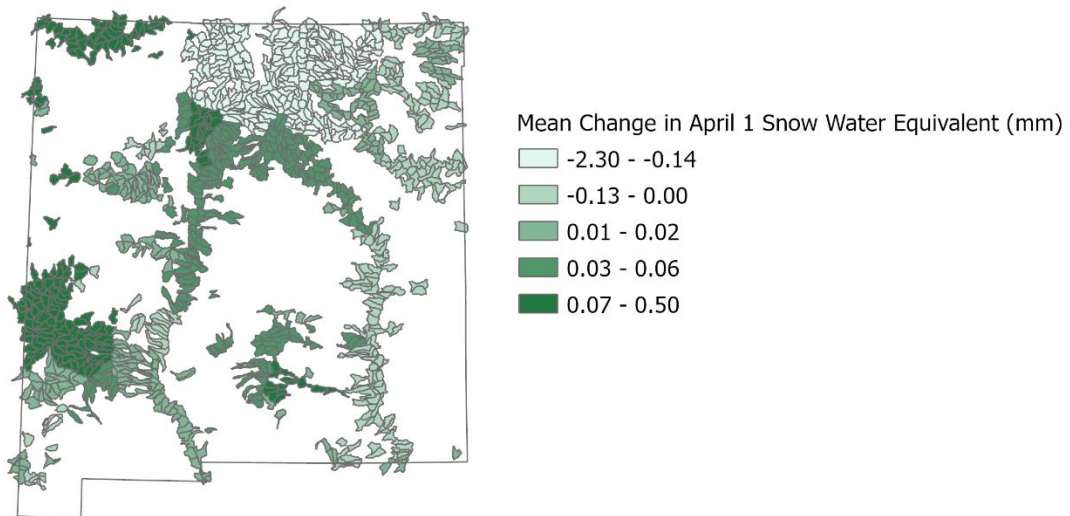 Mean Change in April 1 Snow Water Equivalent (mm)
-2.30 - -0.14
-0.13 - 0.00
0.01 - 0.02
0.03 - 0.06
0.07 - 0.50